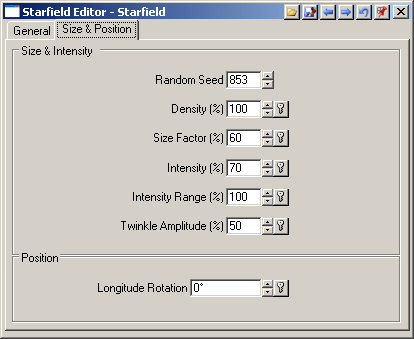 Starfield Editor - Starfield
General Size & Position
Size & Intensity
Random Seed 853
Density (%) 100
Size Factor (%) 60
Intensity (%) 70
Intensity Range (%) 100
Twinkle Amplitude (%) 50
Position
Longitude Rotation 0°